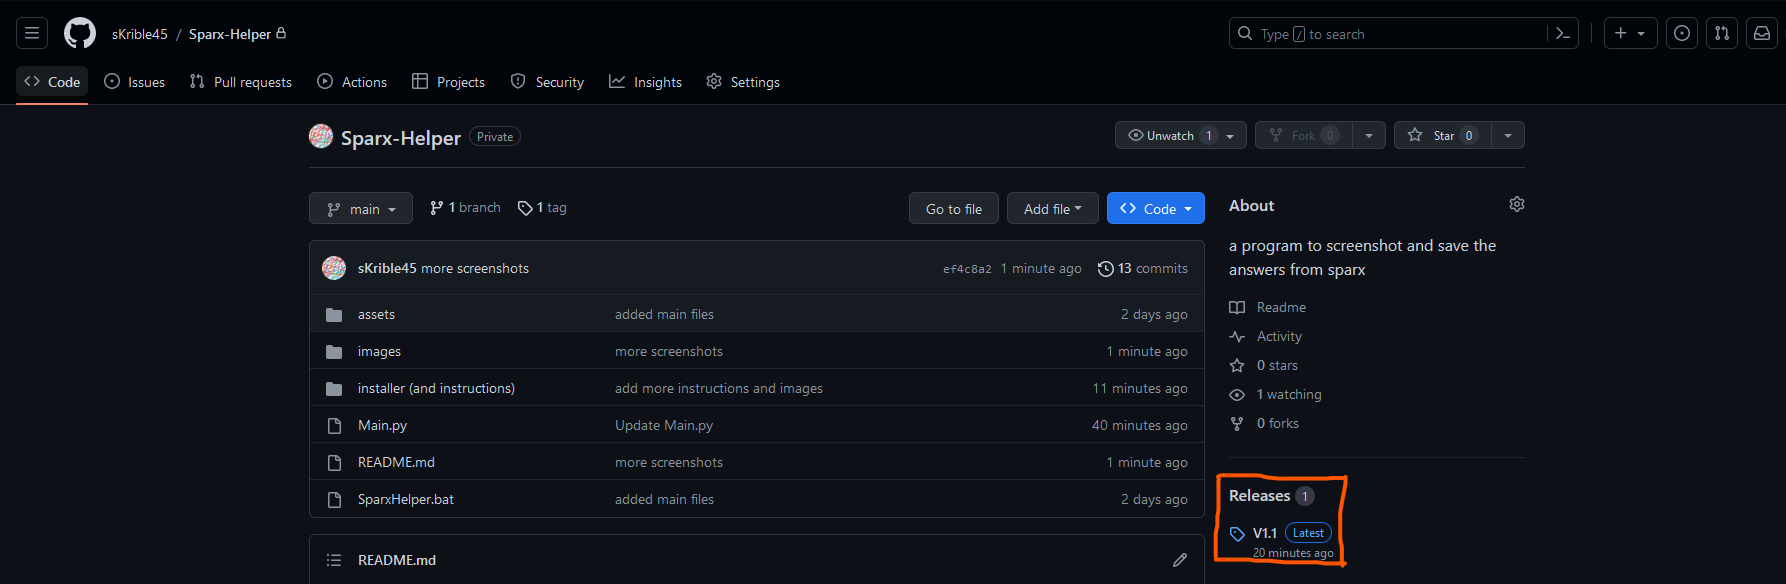 sKrible45 / Sparx-Helper
Type / to search
Code Issues Pull requests Actions Projects Security Insights Settings
Sparx-Helper Private
Unwatch 1 Fork 0 Star 0
main 1 branch 1 tag
Go to file Add file Code
sKrible45 more screenshots ef4c8a2 1 minute ago 13 commits
assets added main files 2 days ago
images more screenshots 1 minute ago
installer (and instructions) add more instructions and images 11 minutes ago
Main.py Update Main.py 40 minutes ago
README.md more screenshots 1 minute ago
SparxHelper.bat added main files 2 days ago
README.md
About
a program to screenshot and save the
answers from sparx
Readme
Activity
0 stars
1 watching
0 forks
Releases 1
V1.1 Latest
20 minutes ago